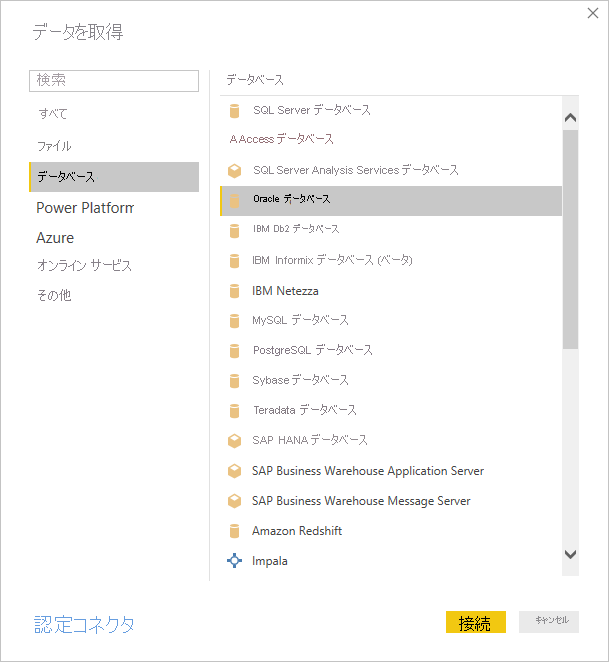 データを取得
検索
すべて
ファイル
データベース
Power Platform
Azure
オンライン サービス
その他
データベース
SQL Server データベース
AAccess データベース
SQL Server Analysis Services データベース
Oracle データベース
IBM Db2 データベース
IBM Informix データベース (ベータ)
IBM Netezza
MySQL データベース
PostgreSQL データベース
Sybase データベース
Teradata データベース
SAP HANA データベース
SAP Business Warehouse Application Server
SAP Business Warehouse Message Server
Amazon Redshift
Impala
認定コネクタ
接続
キャンセル